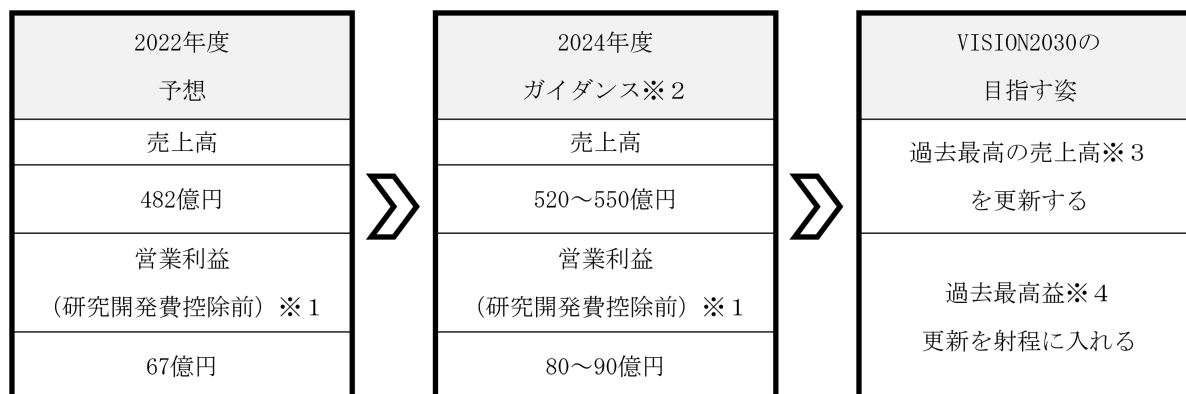 2022年度
予想
売上高
482億円
営業利益
(研究開発費控除前)※1
67億円
2024年度
ガイダンス※2
売上高
520～550億円
営業利益
(研究開発費控除前)※1
80～90億円
VISION2030の
目指す姿
過去最高の売上高※3
を更新する
過去最高益※4
更新を射程に入れる